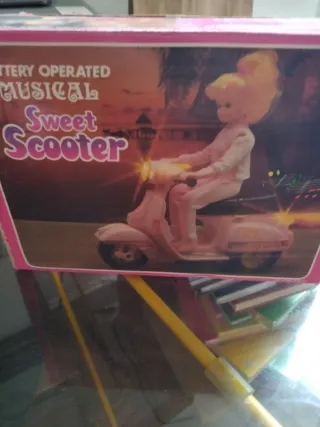 TTERY OPERATED
MUSICAL
Sweet
Scooter